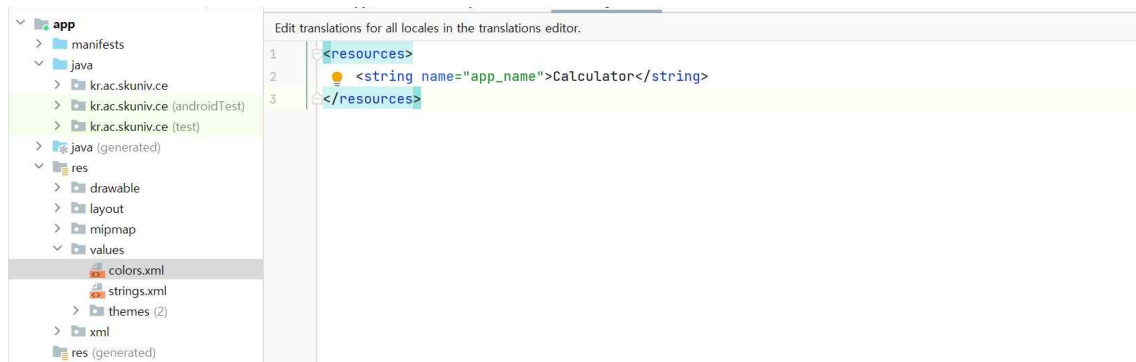 app
manifests
java
kr.ac.skuniv.ce
kr.ac.skuniv.ce (androidTest)
kr.ac.skuniv.ce (test)
java (generated)
res
drawable
layout
mipmap
values
colors.xml
strings.xml
themes (2)
xml
res (generated)
Edit translations for all locales in the translations editor.
1 <resources>
2 <string name="app_name">Calculator</string>
3 </resources>